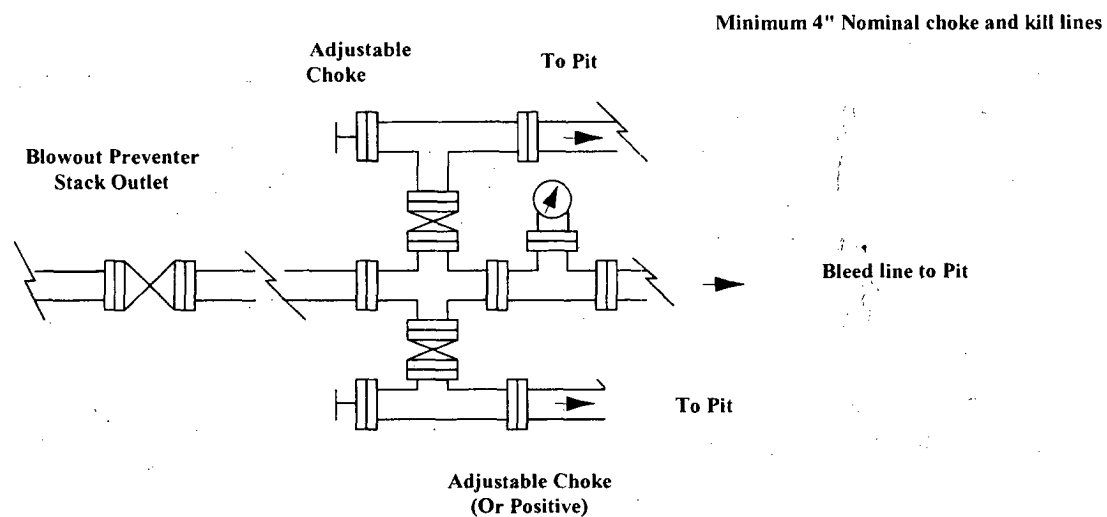 Minimum 4" Nominal choke and kill lines
Adjustable
Choke
To Pit
Blowout Preventer
Stack Outlet
Bleed line to Pit
To Pit
Adjustable Choke
(Or Positive)